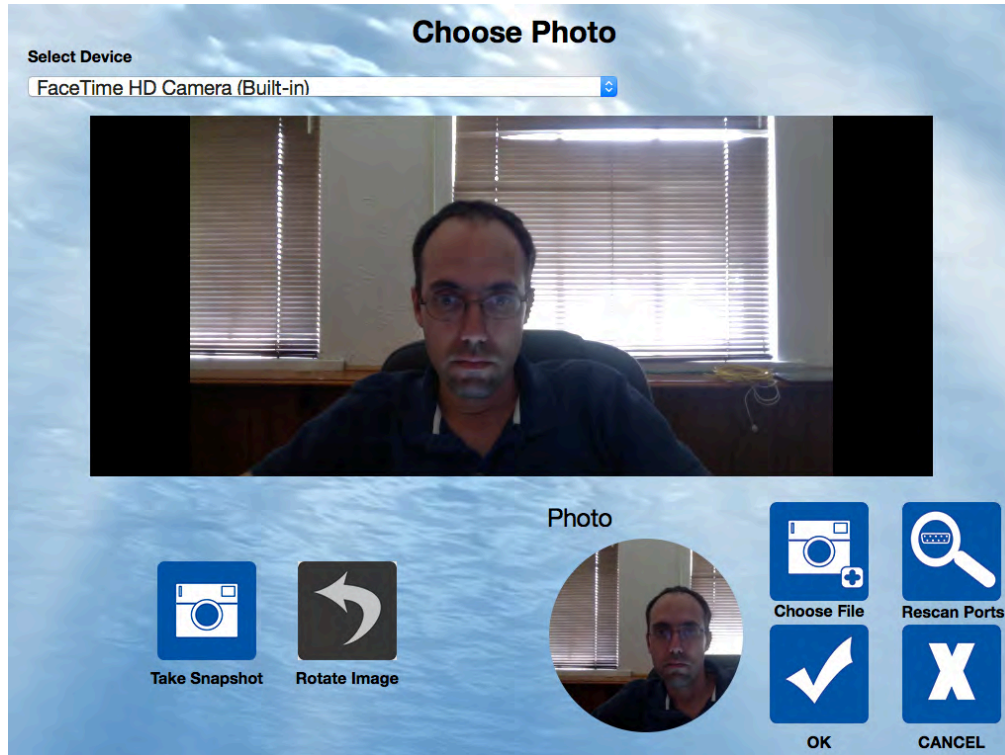 Choose Photo
Select Device
FaceTime HD Camera (Built-in)
Photo
Choose File
Rescan Ports
Take Snapshot
Rotate Image
OK
CANCEL